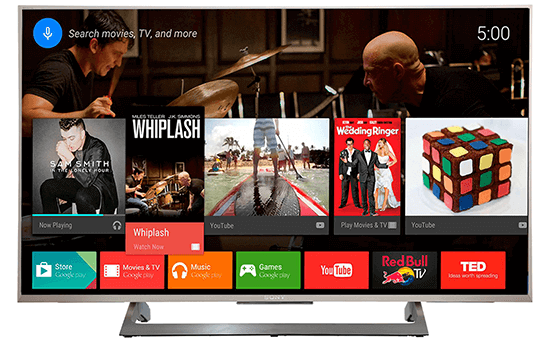 Search movies, TV, and more
5:00
SAM SMITH
IN THE LONELY HOUR
Now Playing
MILES TELLER J.K. SIMMONS
WHIPLASH
Whiplash
Watch Now
YouTube
THE
Wedding Ringer
Play Movies & TV
YouTube
Store
Google play
Movies & TV
Google play
Music
Google play
Games
Google play
YouTube
Red Bull
TV
TED
Ideas worth spreading
SONY